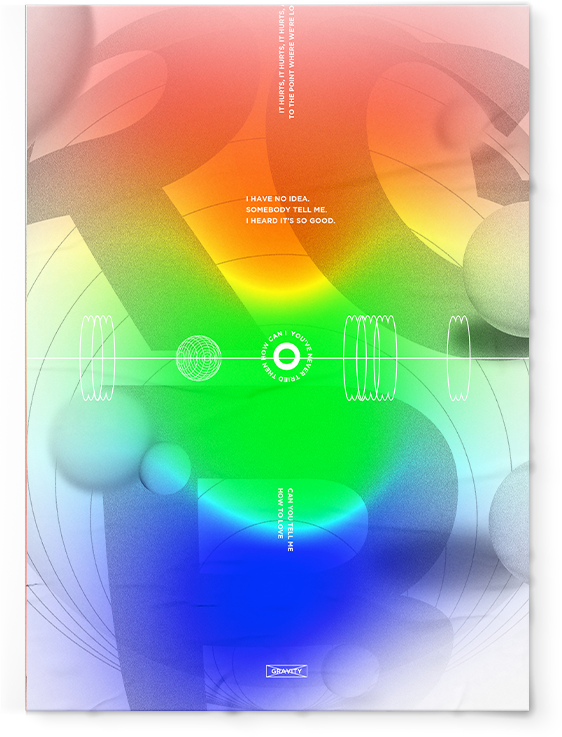 IT HURTS, IT HURTS, IT HURTS,
TO THE POINT WHERE WE'RE LO
I HAVE NO IDEA.
SOMEBODY TELL ME.
I HEARD IT'S SO GOOD.
YOU'VE NEVER TRIED THEN HOW CAN I
CAN YOU TELL ME
HOW TO LOVE
GRAVITY